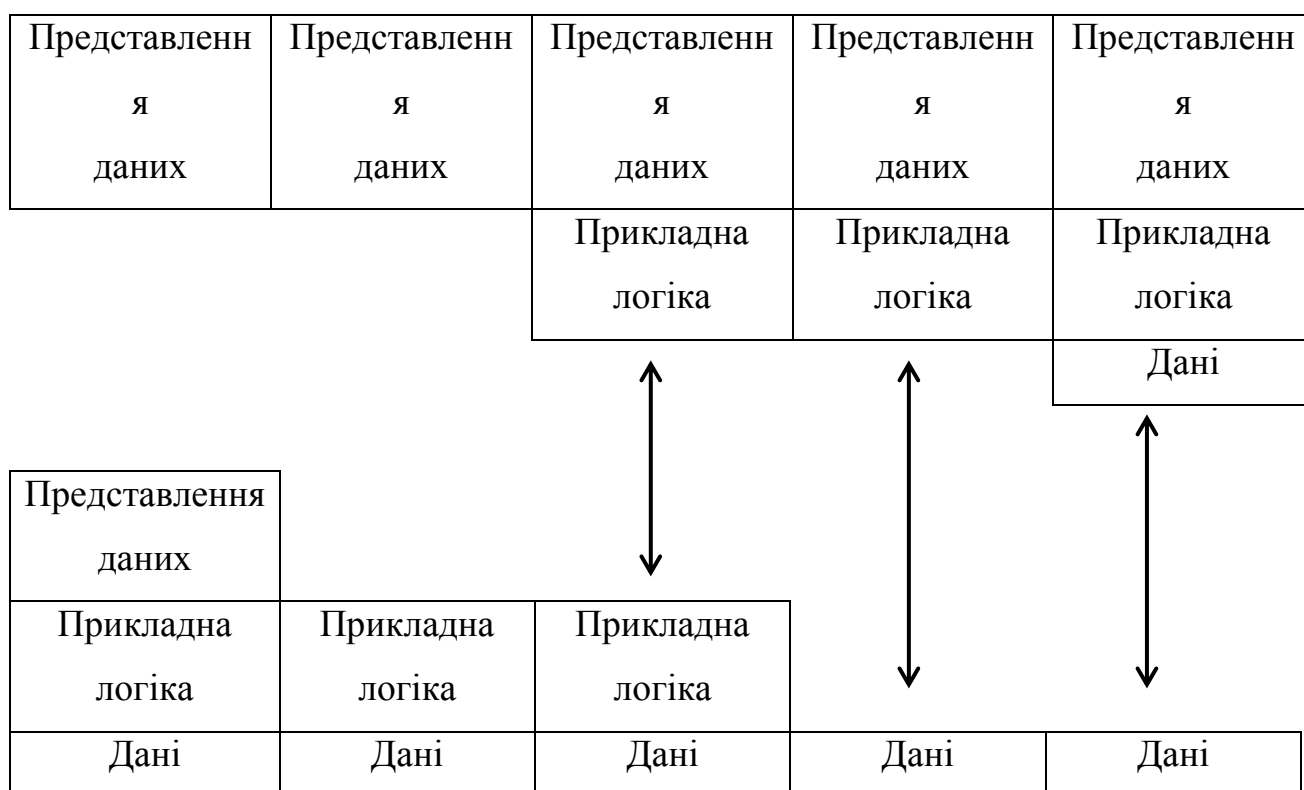 Представленн
я
даних
Представленн
я
даних
Представленн
я
даних
Представленн
я
даних
Представленн
я
даних
Прикладна
логіка
Прикладна
логіка
Прикладна
логіка
Дані
Представлення
даних
Прикладна
логіка
Прикладна
логіка
Прикладна
логіка
Дані
Дані
Дані
Дані
Дані